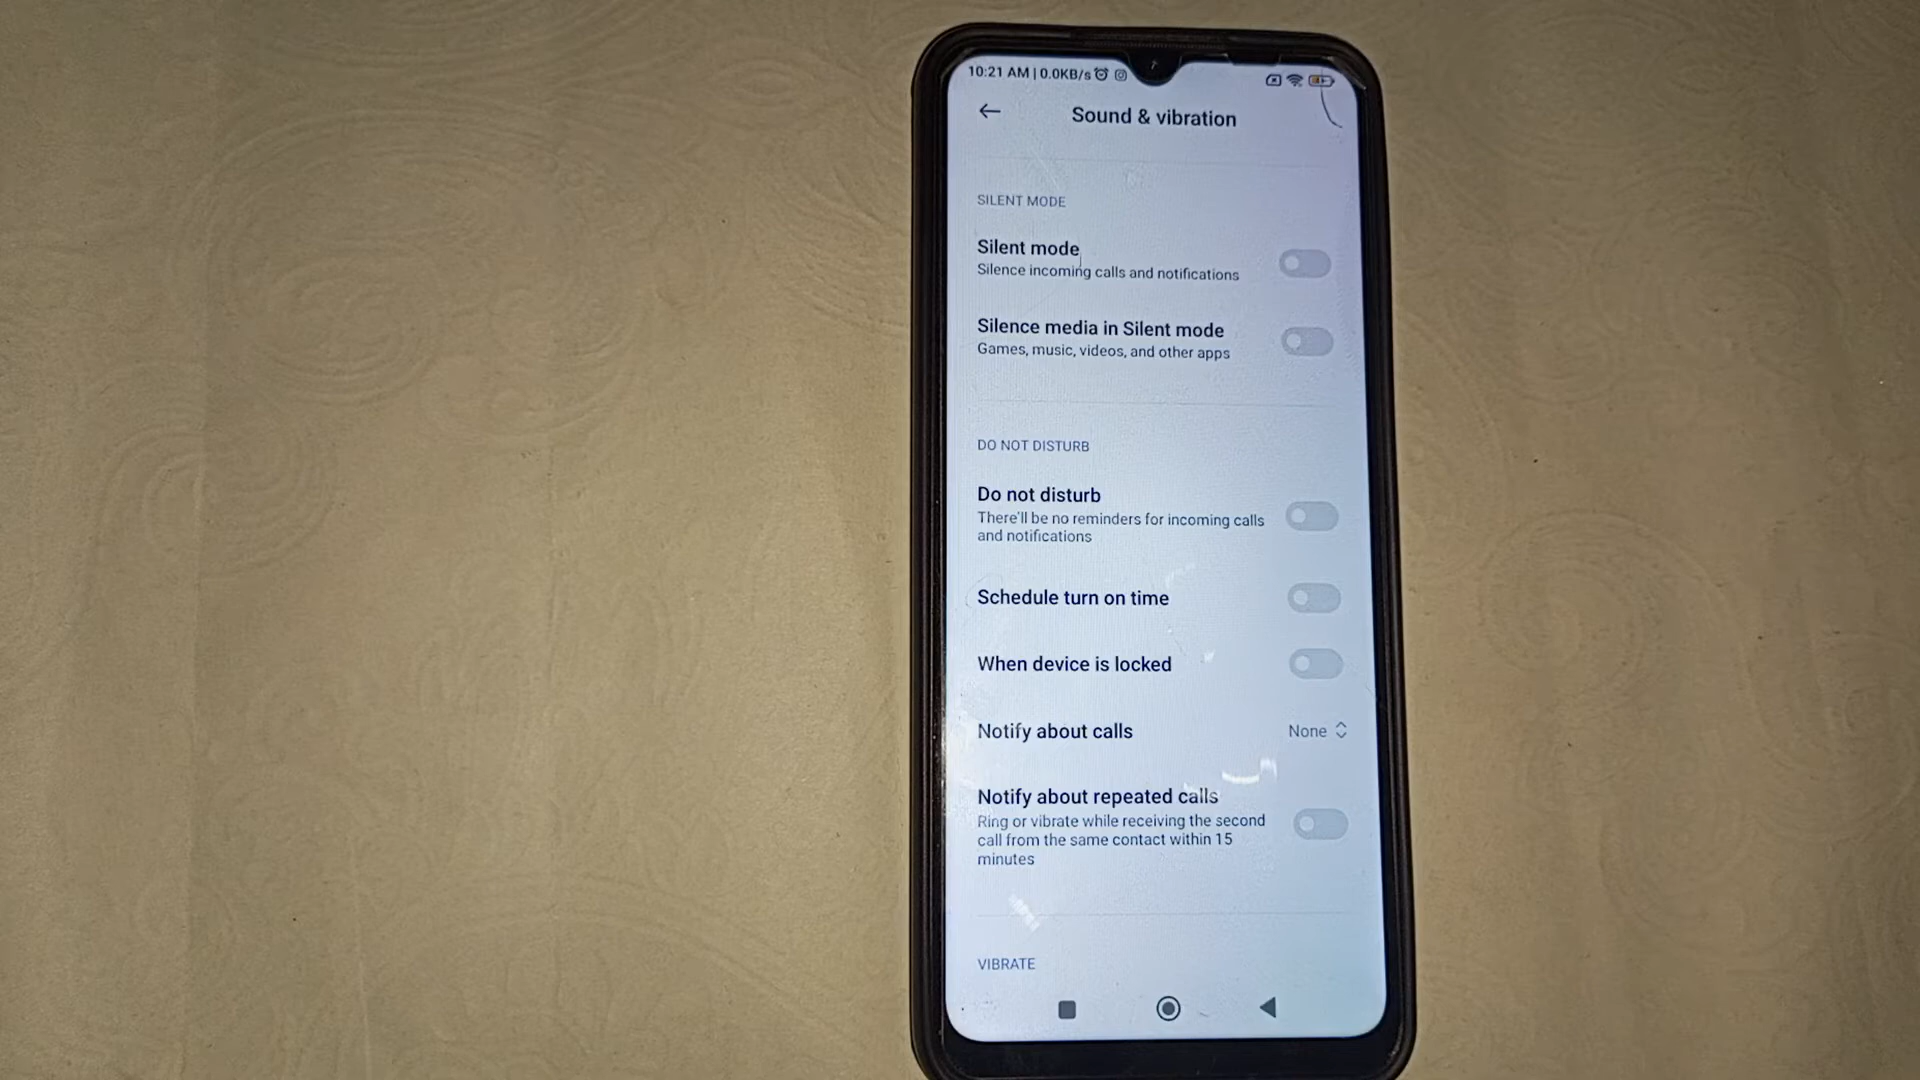 10:21 AM | 0.0KB/s
Sound & vibration
SILENT MODE
Silent mode
Silence incoming calls and notifications
Silence media in Silent mode
Games, music, videos, and other apps
DO NOT DISTURB
Do not disturb
There'll be no reminders for incoming calls
and notifications
Schedule turn on time
When device is locked
Notify about calls
None
Notify about repeated calls
Ring or vibrate while receiving the second
call from the same contact within 15
minutes
VIBRATE